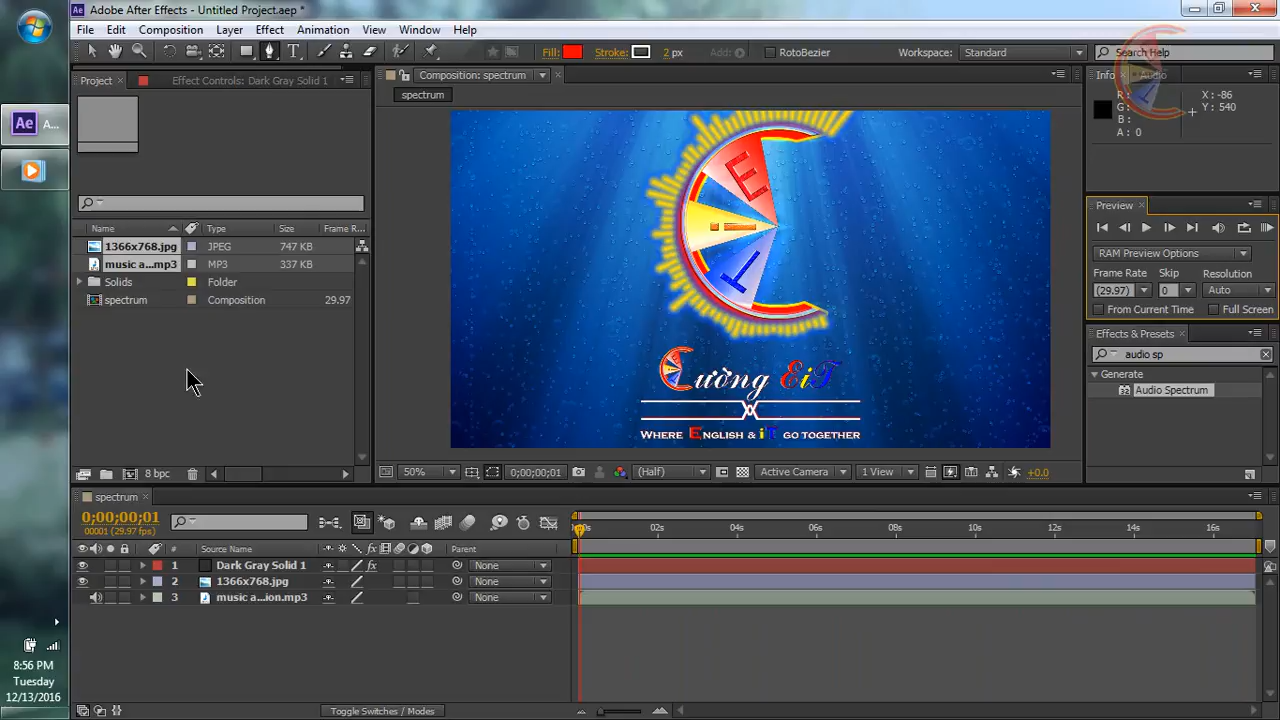 Adobe After Effects - Untitled Project.aep *
File Edit Composition Layer Effect Animation View Window Help
Fill: Stroke: 2 px Add: RotoBezier Workspace: Standard Search Help
Project Effect Controls: Dark Gray Solid 1
Composition: spectrum
spectrum
Info Audio
R:
G:
B:
A: 0
X: -86
Y: 540
Name Type Size Frame R...
1366x768.jpg JPEG 747 KB
music a...mp3 MP3 337 KB
Solids Folder
spectrum Composition 29.97
8 bpc
E
i
T
Cường EiT
Where English & iT go together
50% 0;00;00;01 (Half) Active Camera 1 View +0.0
Preview
RAM Preview Options
Frame Rate Skip Resolution
(29.97) 0 Auto
From Current Time Full Screen
Effects & Presets
audio sp
Generate
32 Audio Spectrum
spectrum
0;00;00;01
00001 (29.97 fps)
# Source Name Parent
1 Dark Gray Solid 1 fx None
2 1366x768.jpg None
3 music a...ion.mp3 None
02s 04s 06s 08s 10s 12s 14s 16s
Toggle Switches / Modes
Ae A...
8:56 PM
Tuesday
12/13/2016